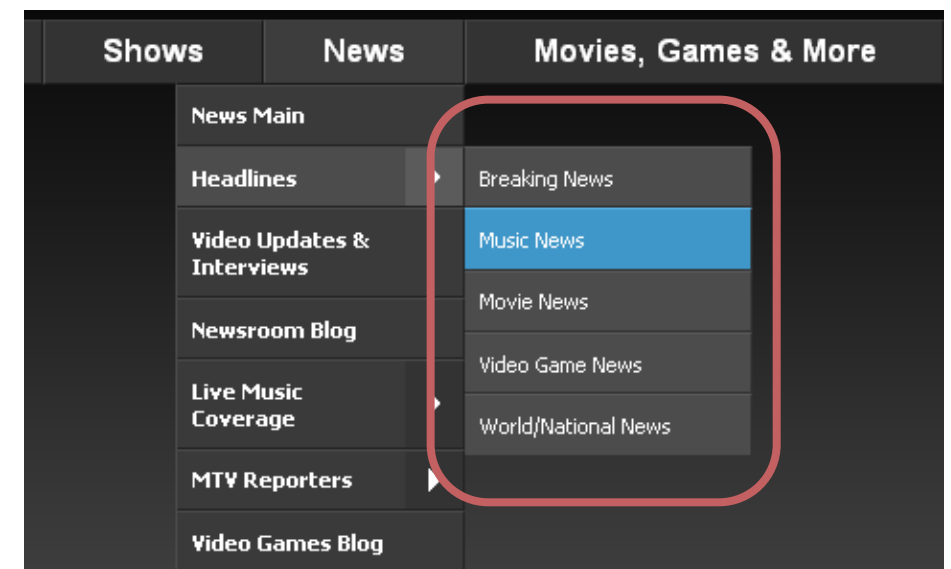 Shows
News
Movies, Games & More
News Main
Headlines
Video Updates &
Interviews
Newsroom Blog
Live Music
Coverage
MTV Reporters
Video Games Blog
Breaking News
Music News
Movie News
Video Game News
World/National News